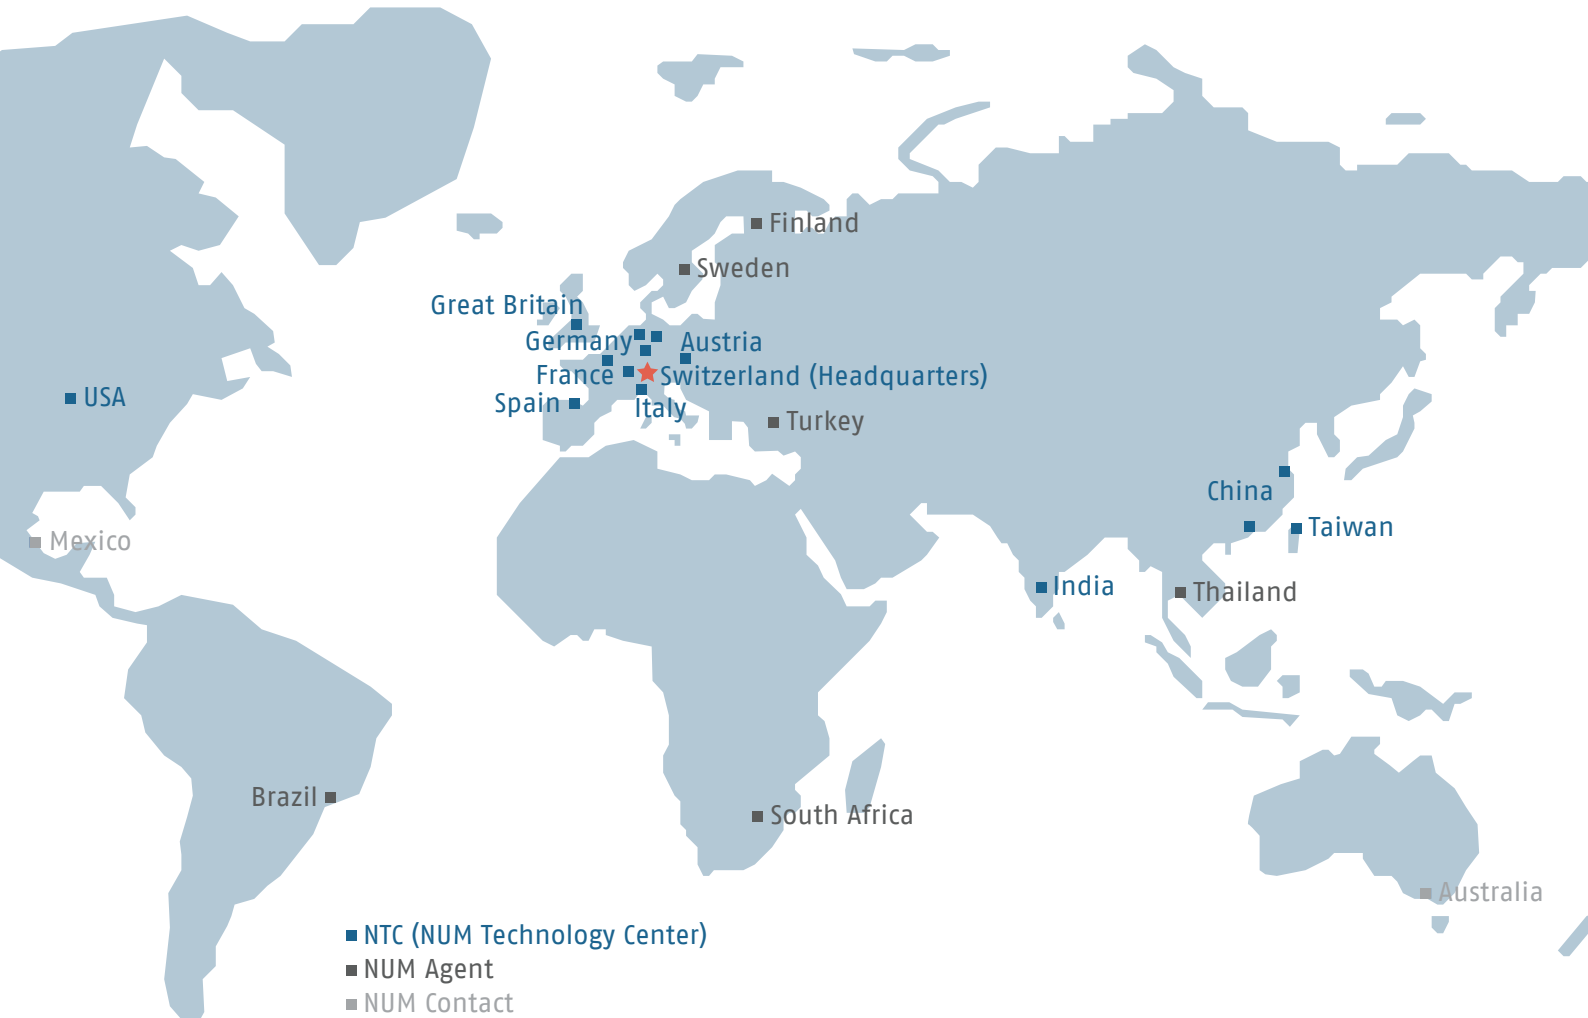 Finland
Sweden
Great Britain
Germany
Austria
France
Switzerland (Headquarters)
USA
Spain
Italy
Turkey
China
Taiwan
Mexico
India
Thailand
Brazil
South Africa
Australia
NTC (NUM Technology Center)
NUM Agent
NUM Contact